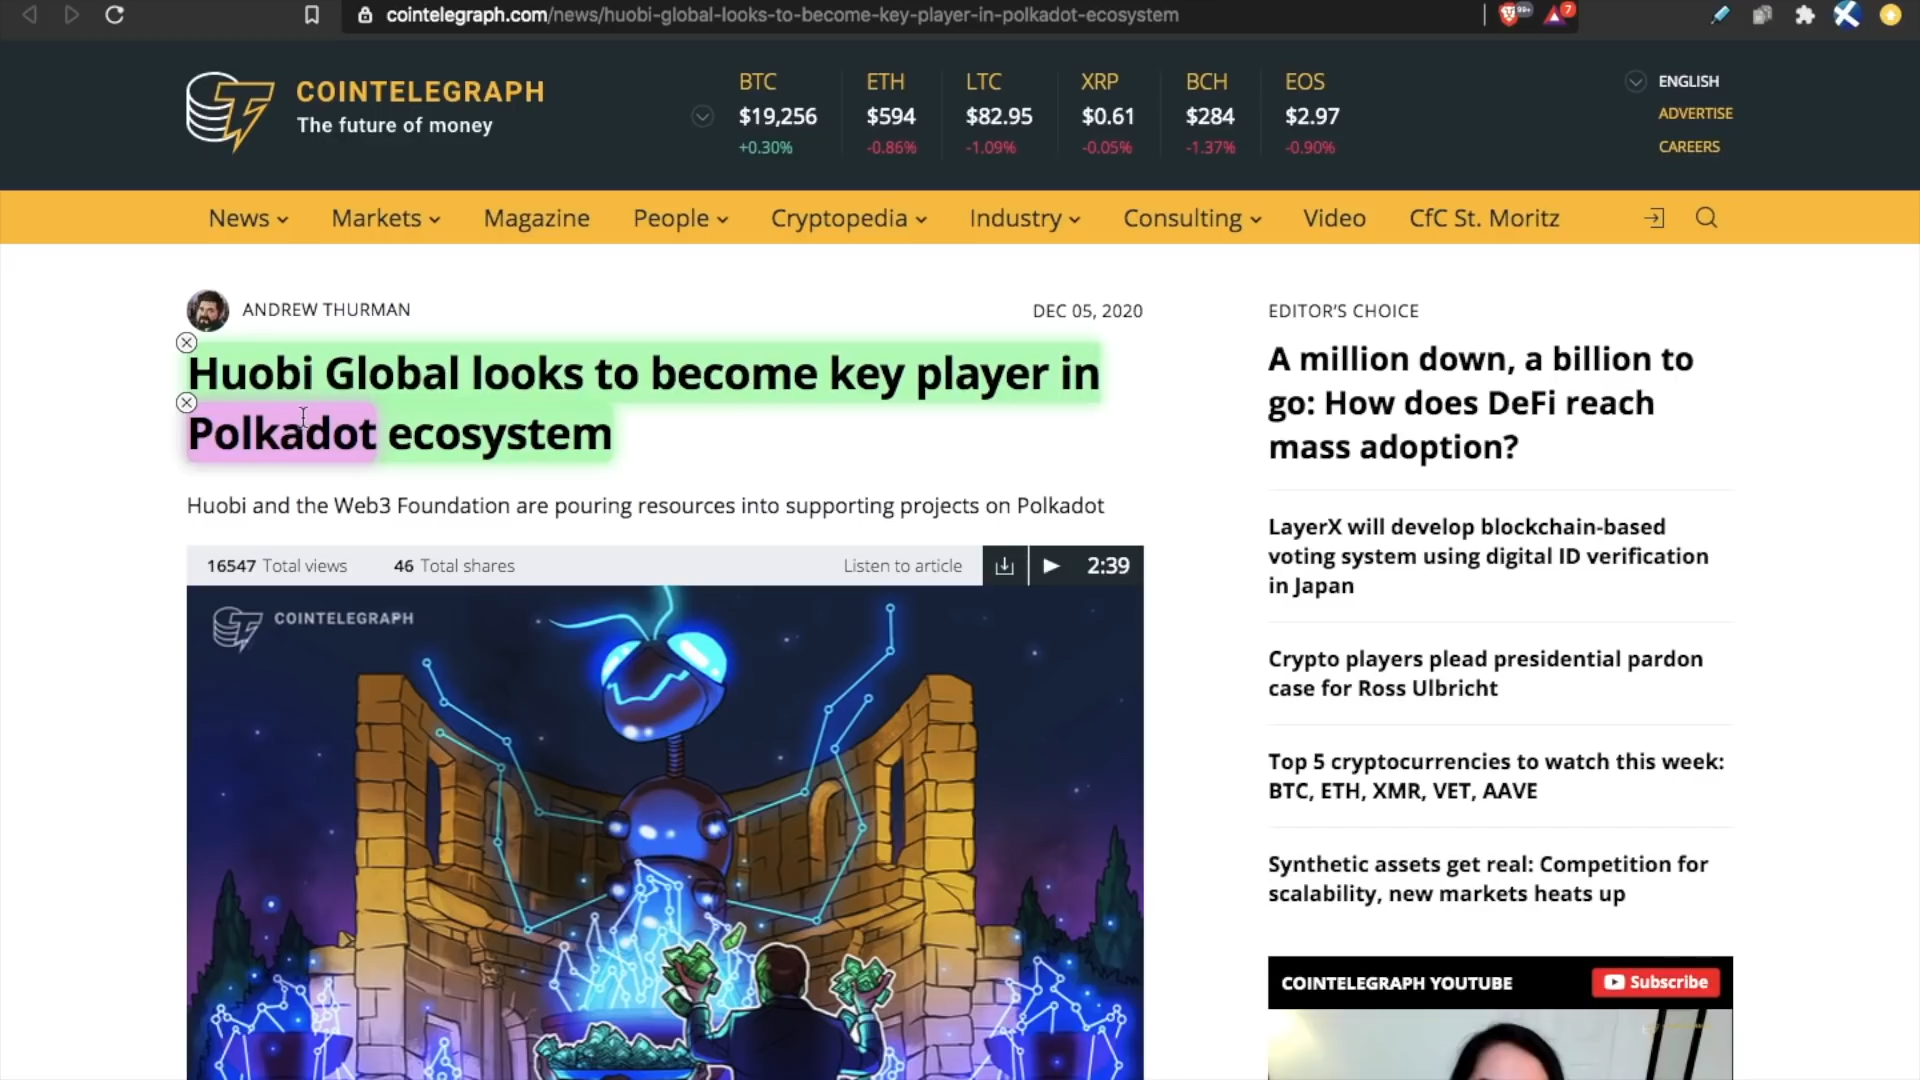 cointelegraph.com/news/huobi-global-looks-to-become-key-player-in-polkadot-ecosystem
99+
7
COINTELEGRAPH
The future of money
BTC
$19,256
+0.30%
ETH
$594
-0.86%
LTC
$82.95
-1.09%
XRP
$0.61
-0.05%
BCH
$284
-1.37%
EOS
$2.97
-0.90%
ENGLISH
ADVERTISE
CAREERS
News
Markets
Magazine
People
Cryptopedia
Industry
Consulting
Video
CfC St. Moritz
ANDREW THURMAN
DEC 05, 2020
Huobi Global looks to become key player in
Polkadot ecosystem
Huobi and the Web3 Foundation are pouring resources into supporting projects on Polkadot
16547 Total views
46 Total shares
Listen to article
2:39
COINTELEGRAPH
EDITOR'S CHOICE
A million down, a billion to
go: How does DeFi reach
mass adoption?
LayerX will develop blockchain-based
voting system using digital ID verification
in Japan
Crypto players plead presidential pardon
case for Ross Ulbricht
Top 5 cryptocurrencies to watch this week:
BTC, ETH, XMR, VET, AAVE
Synthetic assets get real: Competition for
scalability, new markets heats up
COINTELEGRAPH YOUTUBE
Subscribe